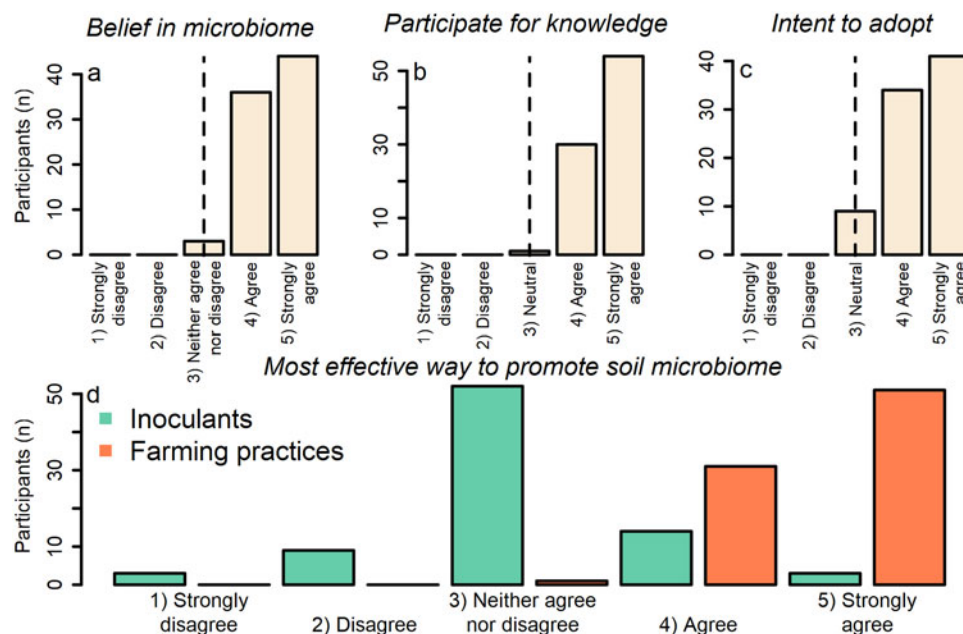 Belief in microbiome
Participate for knowledge
Intent to adopt
a
Participants (n)
0
10
20
30
40
1) Strongly
disagree
2) Disagree
3) Neither agree
nor disagree
4) Agree
5) Strongly
agree
b
0
10
30
50
1) Strongly
disagree
2) Disagree
3) Neutral
4) Agree
5) Strongly
agree
c
0
10
20
30
40
1) Strongly
disagree
2) Disagree
3) Neutral
4) Agree
5) Strongly
agree
Most effective way to promote soil microbiome
d
Participants (n)
0
10
30
50
Inoculants
Farming practices
1) Strongly
disagree
2) Disagree
3) Neither agree
nor disagree
4) Agree
5) Strongly
agree